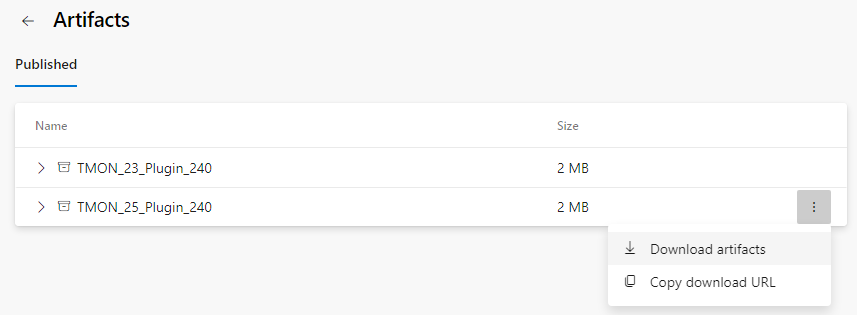 Artifacts
Published
Name Size
TMON_23_Plugin_240 2 MB
TMON_25_Plugin_240 2 MB
Download artifacts
Copy download URL